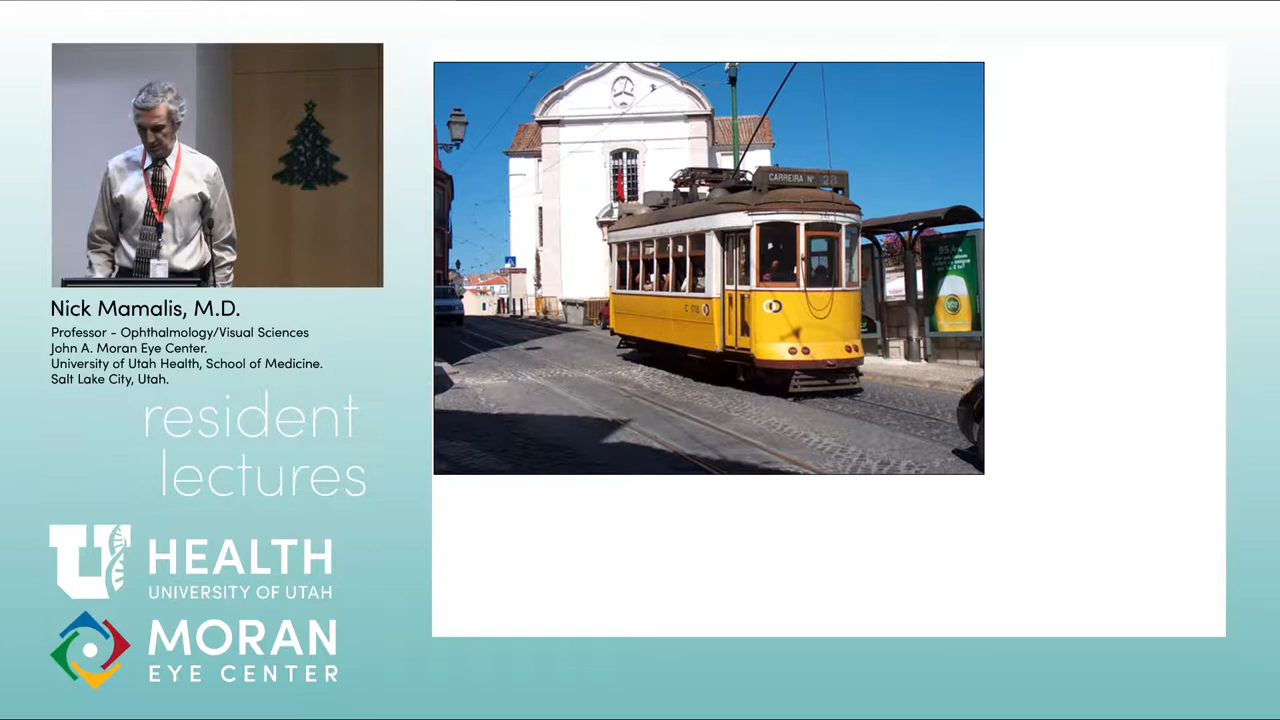 Nick Mamalis, M.D.
Professor - Ophthalmology/Visual Sciences
John A. Moran Eye Center.
University of Utah Health, School of Medicine.
Salt Lake City, Utah.
resident
lectures
U HEALTH
UNIVERSITY OF UTAH
MORAN
EYE CENTER
CARREIRA Nº 28